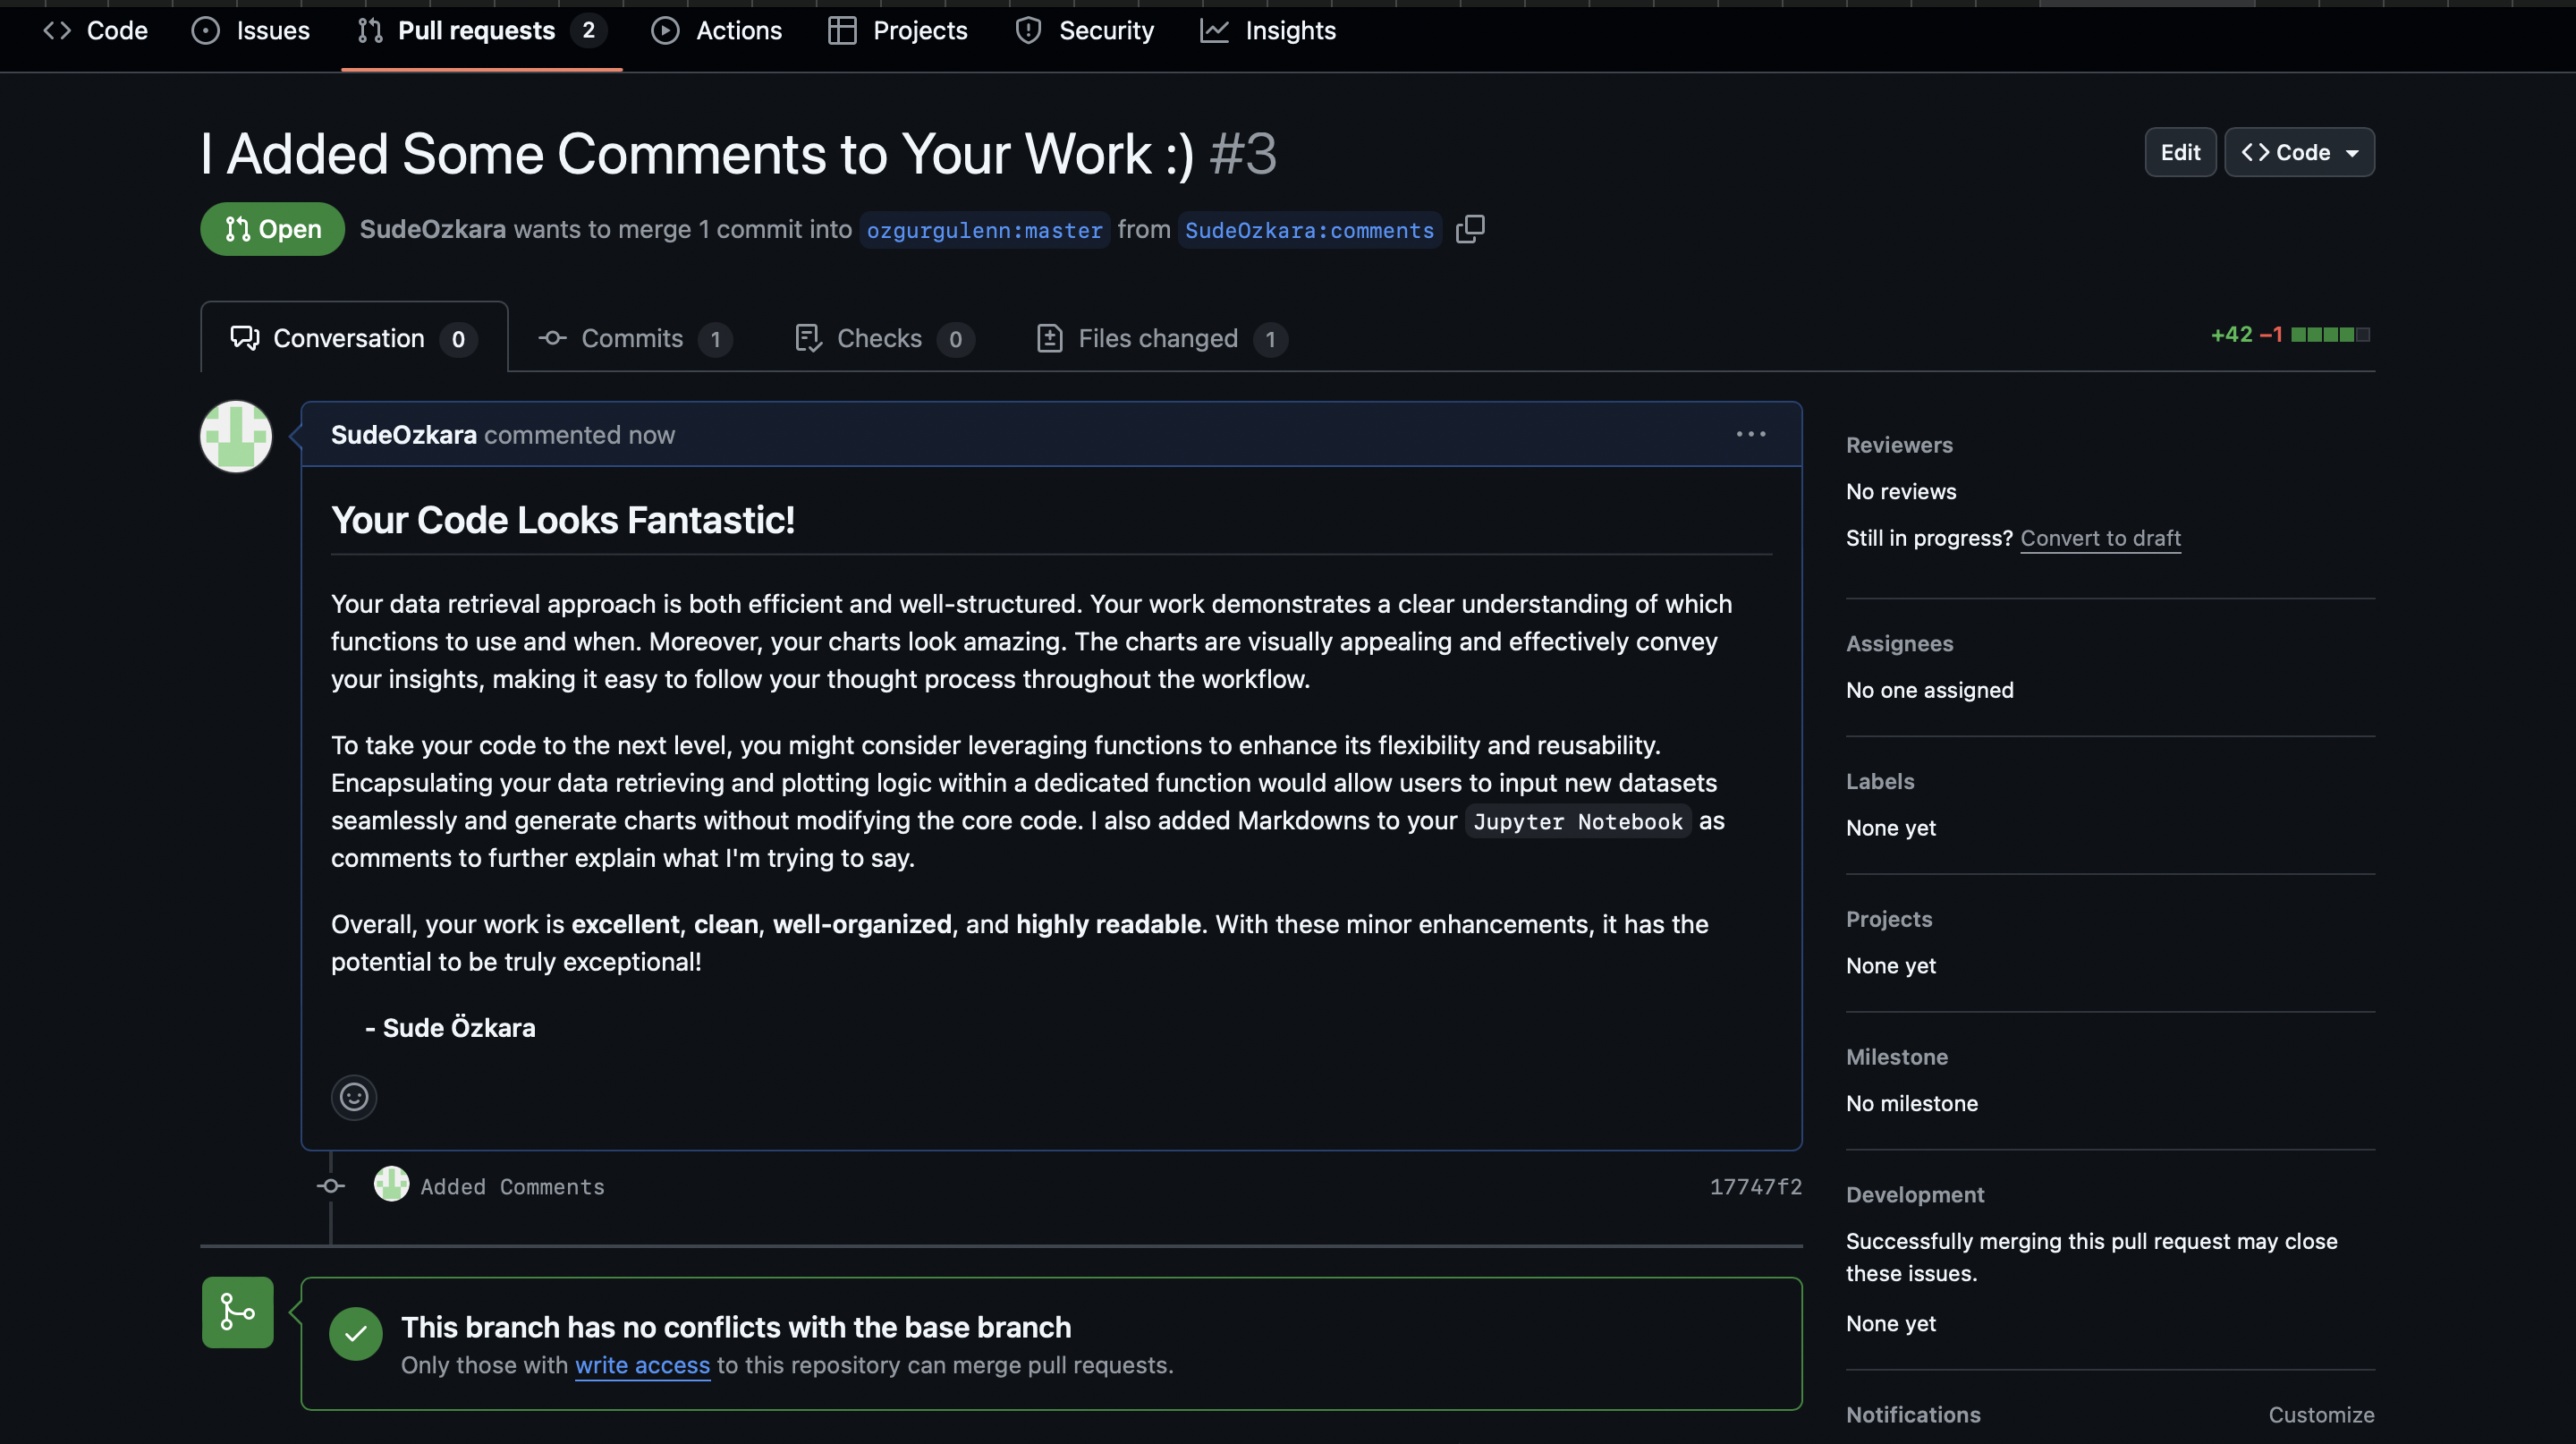 Code Issues Pull requests 2 Actions Projects Security Insights
I Added Some Comments to Your Work :) #3
Edit Code
Open SudeOzkara wants to merge 1 commit into ozgurgulenn:master from SudeOzkara:comments
Conversation 0 Commits 1 Checks 0 Files changed 1
+42 −1
SudeOzkara commented now
Your Code Looks Fantastic!
Your data retrieval approach is both efficient and well-structured. Your work demonstrates a clear understanding of which
functions to use and when. Moreover, your charts look amazing. The charts are visually appealing and effectively convey
your insights, making it easy to follow your thought process throughout the workflow.
To take your code to the next level, you might consider leveraging functions to enhance its flexibility and reusability.
Encapsulating your data retrieving and plotting logic within a dedicated function would allow users to input new datasets
seamlessly and generate charts without modifying the core code. I also added Markdowns to your Jupyter Notebook as
comments to further explain what I'm trying to say.
Overall, your work is excellent, clean, well-organized, and highly readable. With these minor enhancements, it has the
potential to be truly exceptional!
- Sude Özkara
Added Comments 17747f2
This branch has no conflicts with the base branch
Only those with write access to this repository can merge pull requests.
Reviewers
No reviews
Still in progress? Convert to draft
Assignees
No one assigned
Labels
None yet
Projects
None yet
Milestone
No milestone
Development
Successfully merging this pull request may close
these issues.
None yet
Notifications Customize